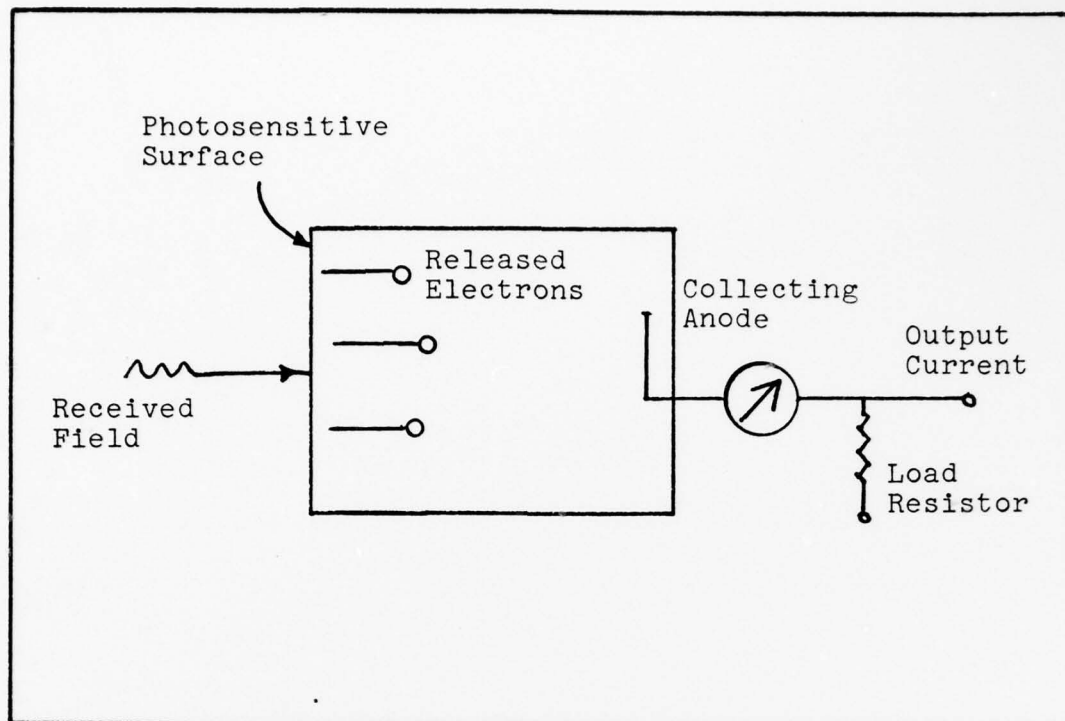 Photosensitive
Surface
Released
Electrons
Collecting
Anode
Output
Current
Received
Field
Load
Resistor